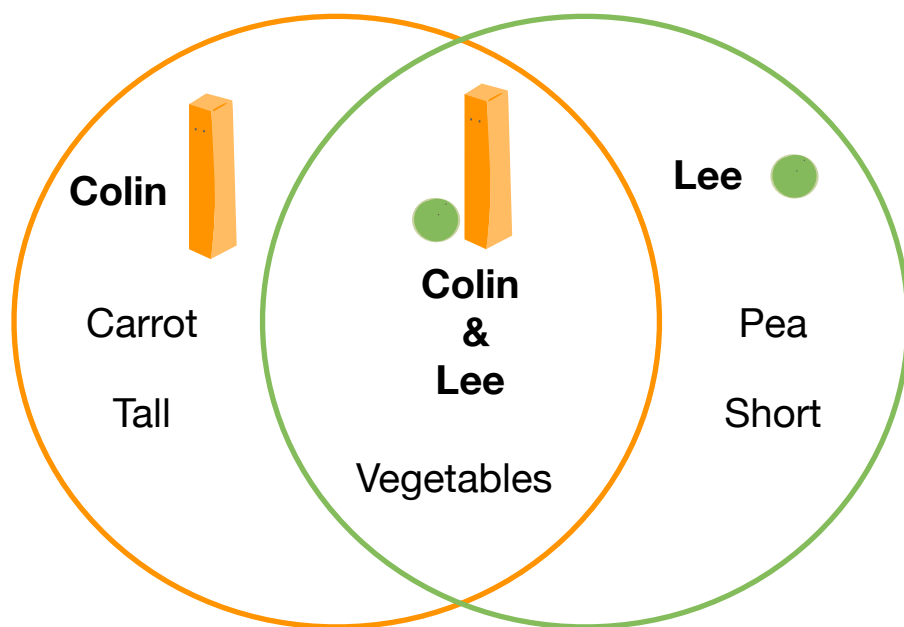 Colin
Carrot
Tall
Colin
&
Lee
Vegetables
Lee
Pea
Short